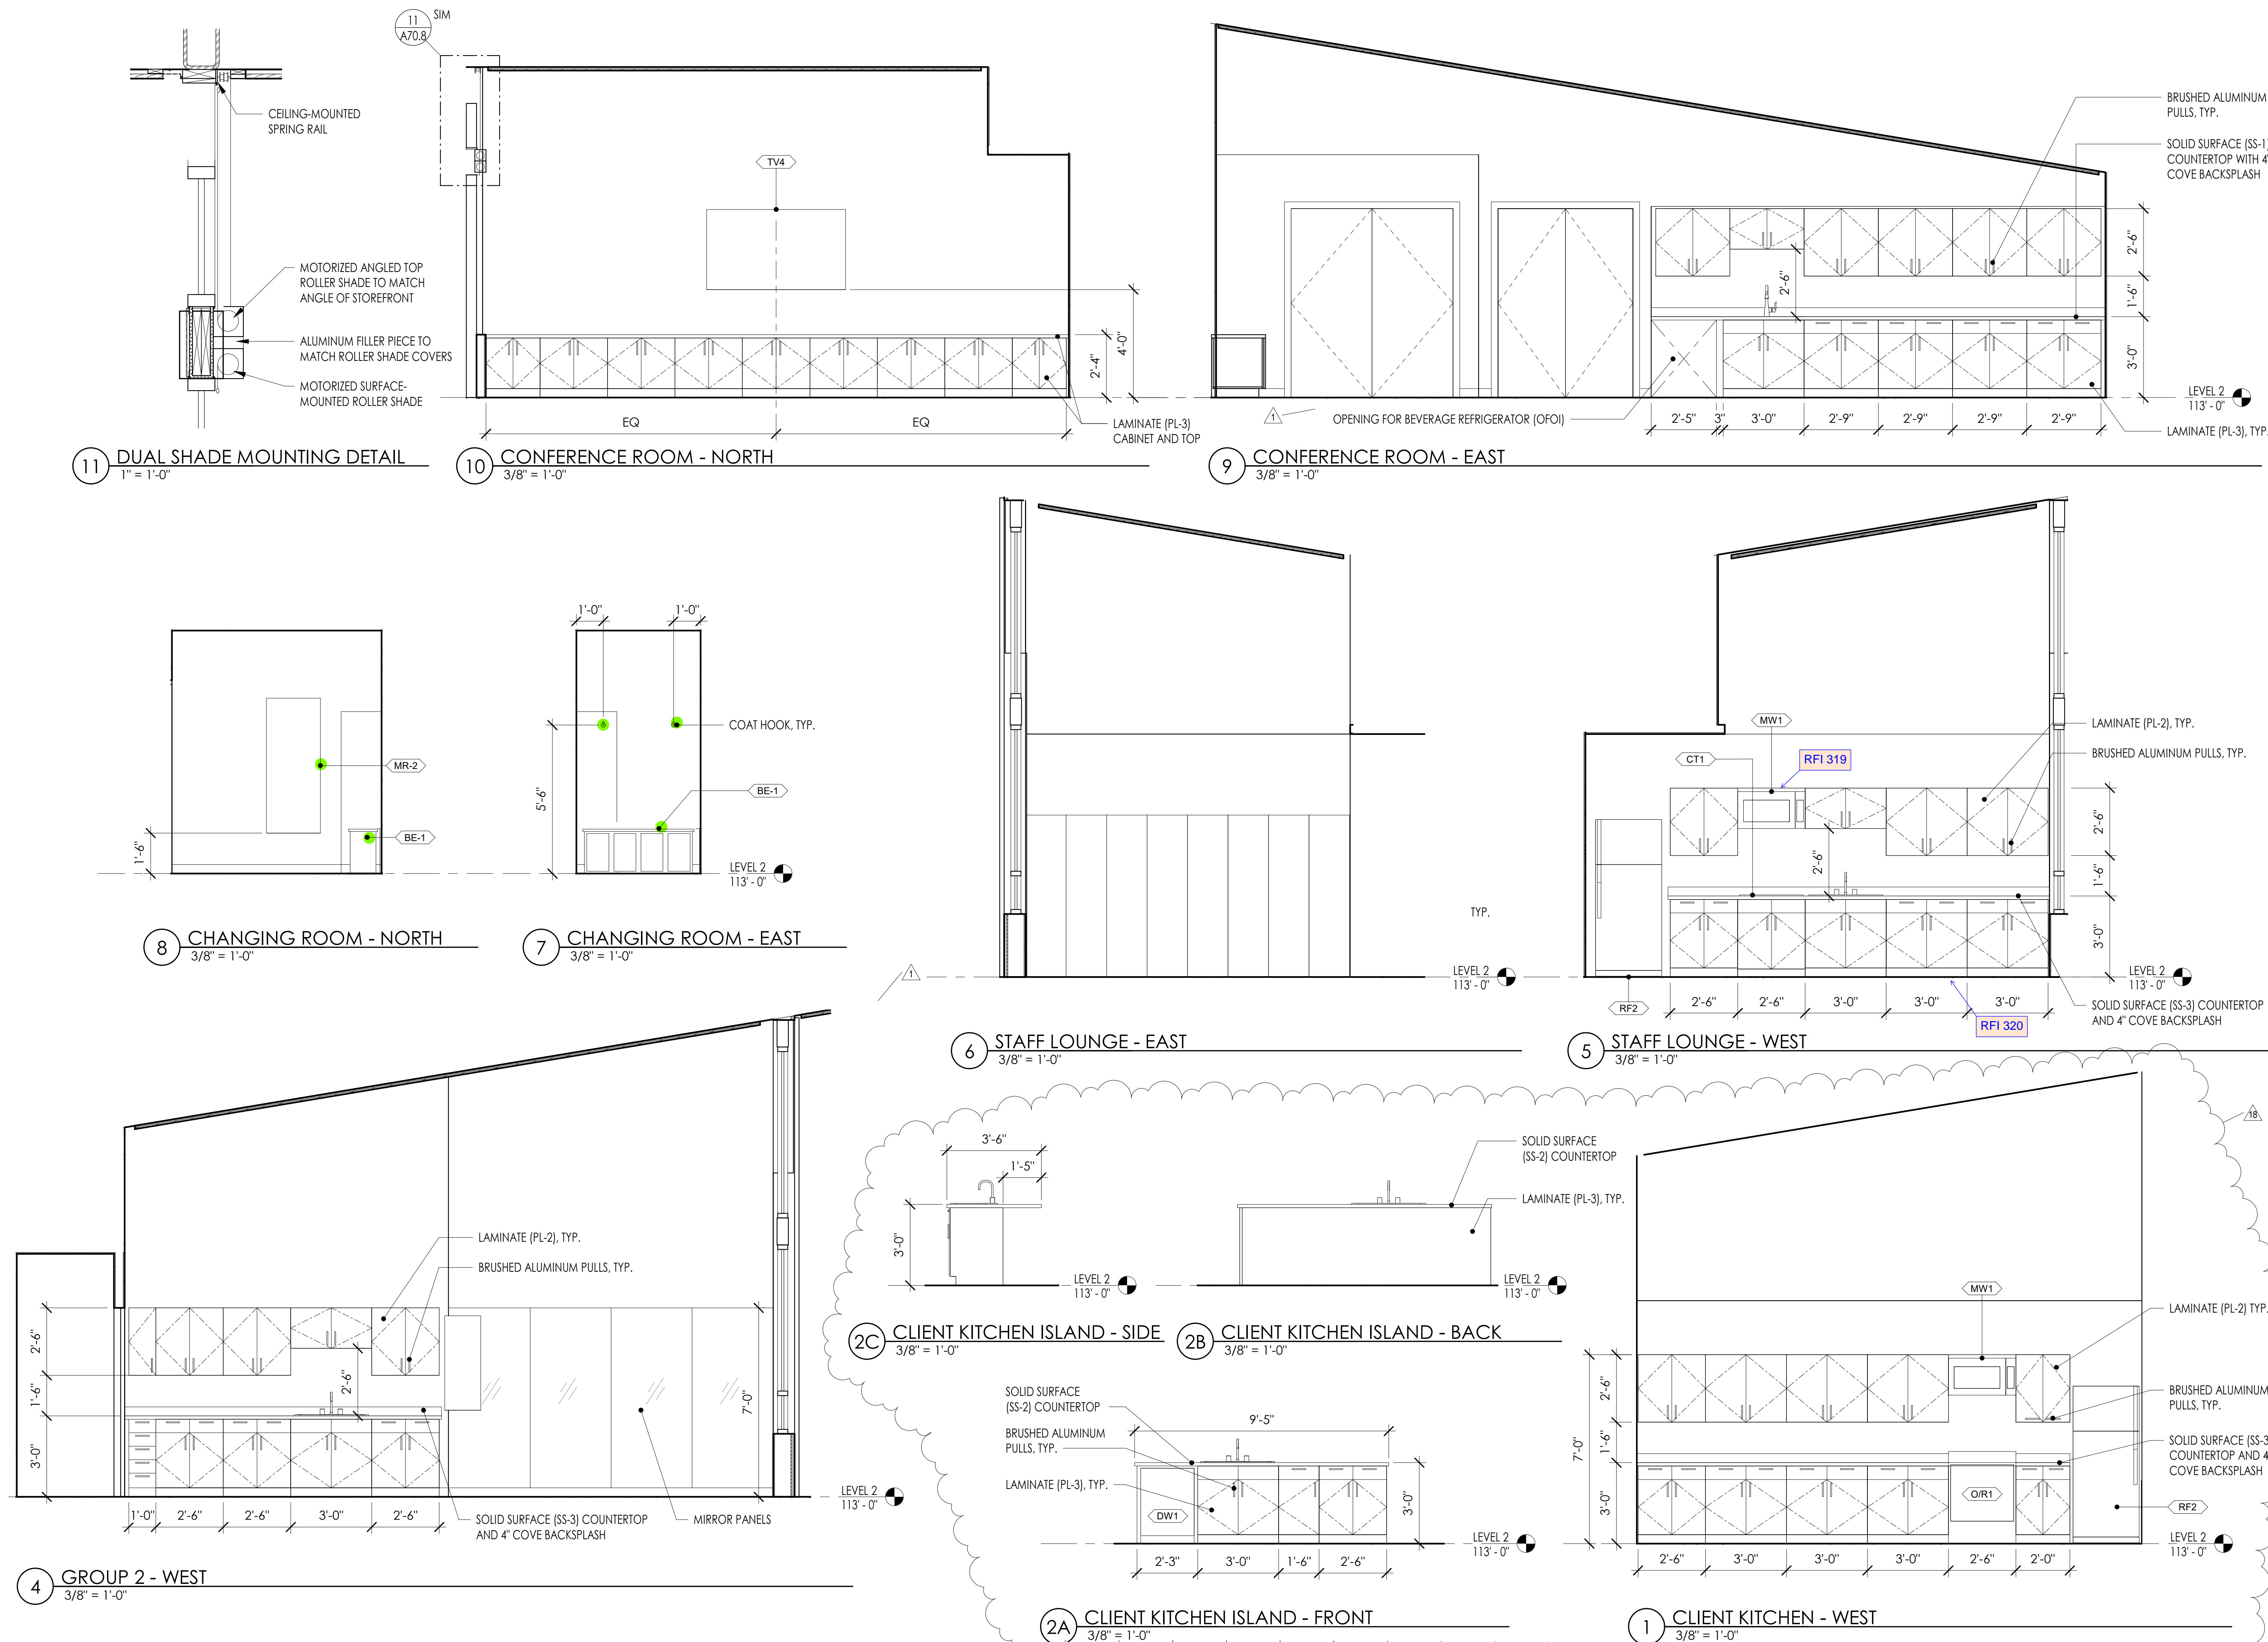 11
A70.8
SIM
CEILING-MOUNTED
SPRING RAIL
MOTORIZED ANGLED TOP
ROLLER SHADE TO MATCH
ANGLE OF STOREFRONT
ALUMINUM FILLER PIECE TO
MATCH ROLLER SHADE COVERS
MOTORIZED SURFACE-
MOUNTED ROLLER SHADE
11 DUAL SHADE MOUNTING DETAIL
1" = 1'-0"
TV4
2'-4"
4'-0"
EQ
EQ
LAMINATE (PL-3)
CABINET AND TOP
10 CONFERENCE ROOM - NORTH
3/8" = 1'-0"
BRUSHED ALUMINUM
PULLS, TYP.
SOLID SURFACE (SS-1)
COUNTERTOP WITH 4"
COVE BACKSPLASH
2'-6"
2'-6"
1'-6"
3'-0"
LEVEL 2
113' - 0"
1
OPENING FOR BEVERAGE REFRIGERATOR (OFOI)
2'-5"
3"
3'-0"
2'-9"
2'-9"
2'-9"
2'-9"
LAMINATE (PL-3), TYP.
9 CONFERENCE ROOM - EAST
3/8" = 1'-0"
MR-2
BE-1
1'-6"
8 CHANGING ROOM - NORTH
3/8" = 1'-0"
1'-0"
1'-0"
COAT HOOK, TYP.
5'-6"
BE-1
LEVEL 2
113' - 0"
7 CHANGING ROOM - EAST
3/8" = 1'-0"
TYP.
1
LEVEL 2
113' - 0"
6 STAFF LOUNGE - EAST
3/8" = 1'-0"
MW1
RFI 319
CT1
LAMINATE (PL-2), TYP.
BRUSHED ALUMINUM PULLS, TYP.
2'-6"
2'-6"
1'-6"
3'-0"
LEVEL 2
113' - 0"
RF2
2'-6"
2'-6"
3'-0"
3'-0"
3'-0"
RFI 320
SOLID SURFACE (SS-3) COUNTERTOP
AND 4" COVE BACKSPLASH
5 STAFF LOUNGE - WEST
3/8" = 1'-0"
LAMINATE (PL-2), TYP.
BRUSHED ALUMINUM PULLS, TYP.
2'-6"
1'-6"
3'-0"
2'-6"
7'-0"
LEVEL 2
113' - 0"
1'-0"
2'-6"
2'-6"
3'-0"
2'-6"
SOLID SURFACE (SS-3) COUNTERTOP
AND 4" COVE BACKSPLASH
MIRROR PANELS
4 GROUP 2 - WEST
3/8" = 1'-0"
18
3'-6"
1'-5"
3'-0"
LEVEL 2
113' - 0"
2C CLIENT KITCHEN ISLAND - SIDE
3/8" = 1'-0"
SOLID SURFACE
(SS-2) COUNTERTOP
LAMINATE (PL-3), TYP.
LEVEL 2
113' - 0"
2B CLIENT KITCHEN ISLAND - BACK
3/8" = 1'-0"
SOLID SURFACE
(SS-2) COUNTERTOP
BRUSHED ALUMINUM
PULLS, TYP.
LAMINATE (PL-3), TYP.
9'-5"
DW1
3'-0"
LEVEL 2
113' - 0"
2'-3"
3'-0"
1'-6"
2'-6"
2A CLIENT KITCHEN ISLAND - FRONT
3/8" = 1'-0"
MW1
LAMINATE (PL-2) TYP.
BRUSHED ALUMINUM
PULLS, TYP.
SOLID SURFACE (SS-3
COUNTERTOP AND 4
COVE BACKSPLASH
7'-0"
2'-6"
1'-6"
3'-0"
O/R1
RF2
LEVEL 2
113' - 0"
2'-6"
3'-0"
3'-0"
3'-0"
2'-6"
2'-0"
1 CLIENT KITCHEN - WEST
3/8" = 1'-0"